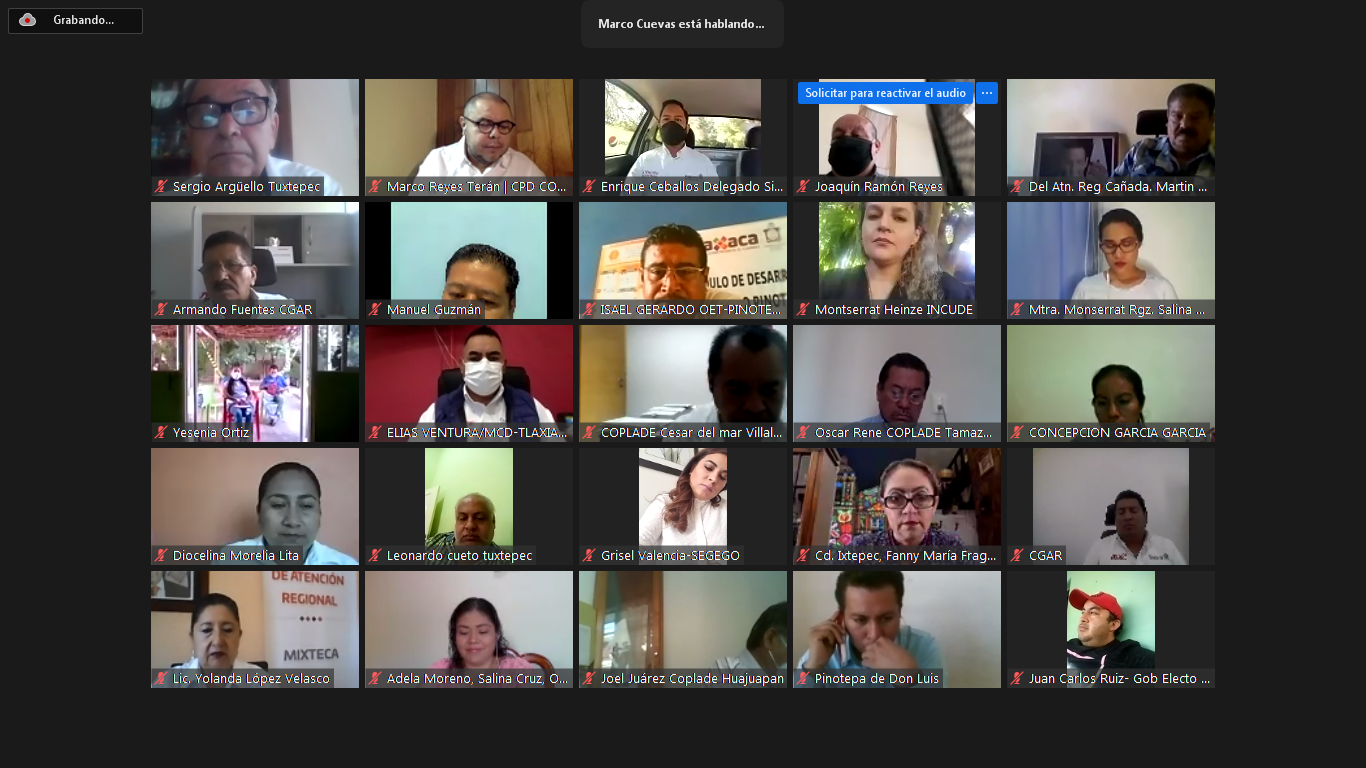 Grabando...
Marco Cuevas está hablando...
Solicitar para reactivar el audio ...
Sergio Argüello Tuxtepec
Marco Reyes Terán | CPD CO...
Enrique Ceballos Delegado Si...
Joaquín Ramón Reyes
Del Atn. Reg Cañada. Martin ...
axaca
ULO DE DESARR
O PINOT
Armando Fuentes CGAR
Manuel Guzmán
ISAEL GERARDO OET-PINOTE...
Montserrat Heinze INCUDE
Mtra. Monserrat Rgz. Salina ...
Yesenia Ortiz
ELIAS VENTURA/MCD-TLAXIA...
COPLADE Cesar del mar Villal...
Oscar Rene COPLADE Tamaz...
CONCEPCION GARCIA GARCIA
Diocelina Morelia Lita
Leonardo cueto tuxtepec
Grisel Valencia-SEGEGO
Cd. Ixtepec, Fanny María Frag...
CGAR
DE ATENCIÓN
REGIONAL
MIXTECA
Lic. Yolanda López Velasco
Adela Moreno, Salina Cruz, O...
Joel Juárez Coplade Huajuapan
Pinotepa de Don Luis
Juan Carlos Ruiz- Gob Electo ...